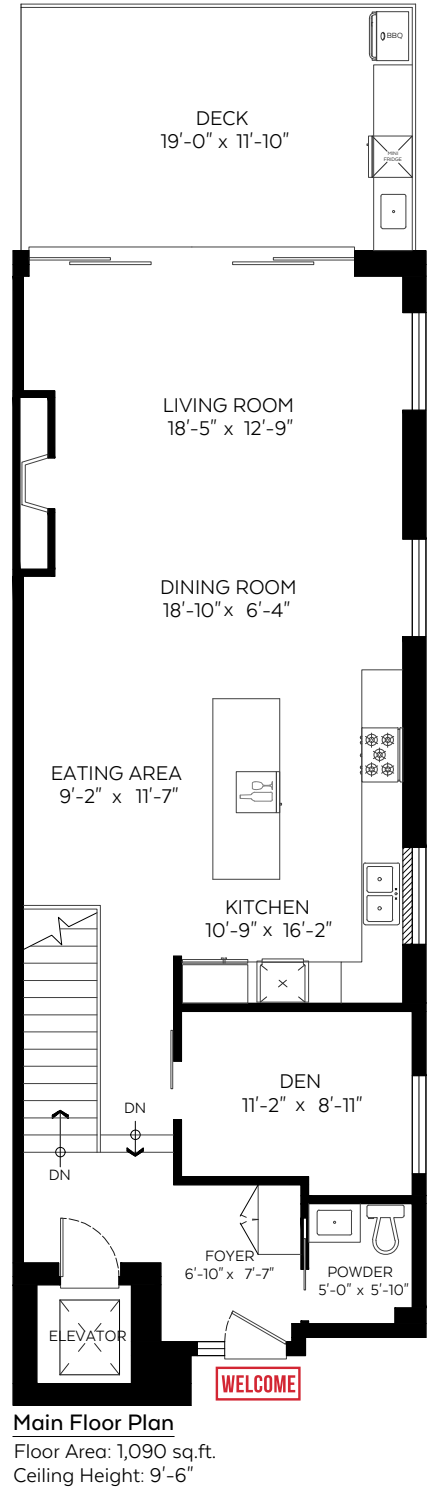 BBQ
DECK
19'-0" x 11'-10"
MINI
FRIDGE
LIVING ROOM
18'-5" x 12'-9"
DINING ROOM
18'-10" x 6'-4"
EATING AREA
9'-2" x 11'-7"
KITCHEN
10'-9" x 16'-2"
DEN
11'-2" x 8'-11"
DN
DN
FOYER
6'-10" x 7'-7"
POWDER
5'-0" x 5'-10"
ELEVATOR
WELCOME
Main Floor Plan
Floor Area: 1,090 sq.ft.
Ceiling Height: 9'-6"